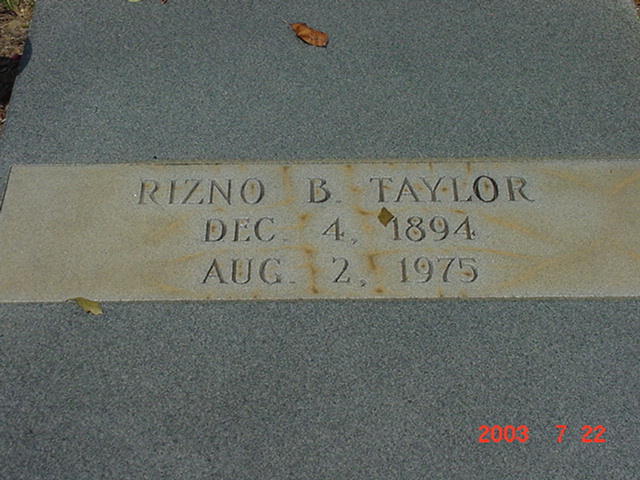 RIZNO B. TAYLOR
DEC. 4, 1894
AUG. 2, 1975
2003 7 22